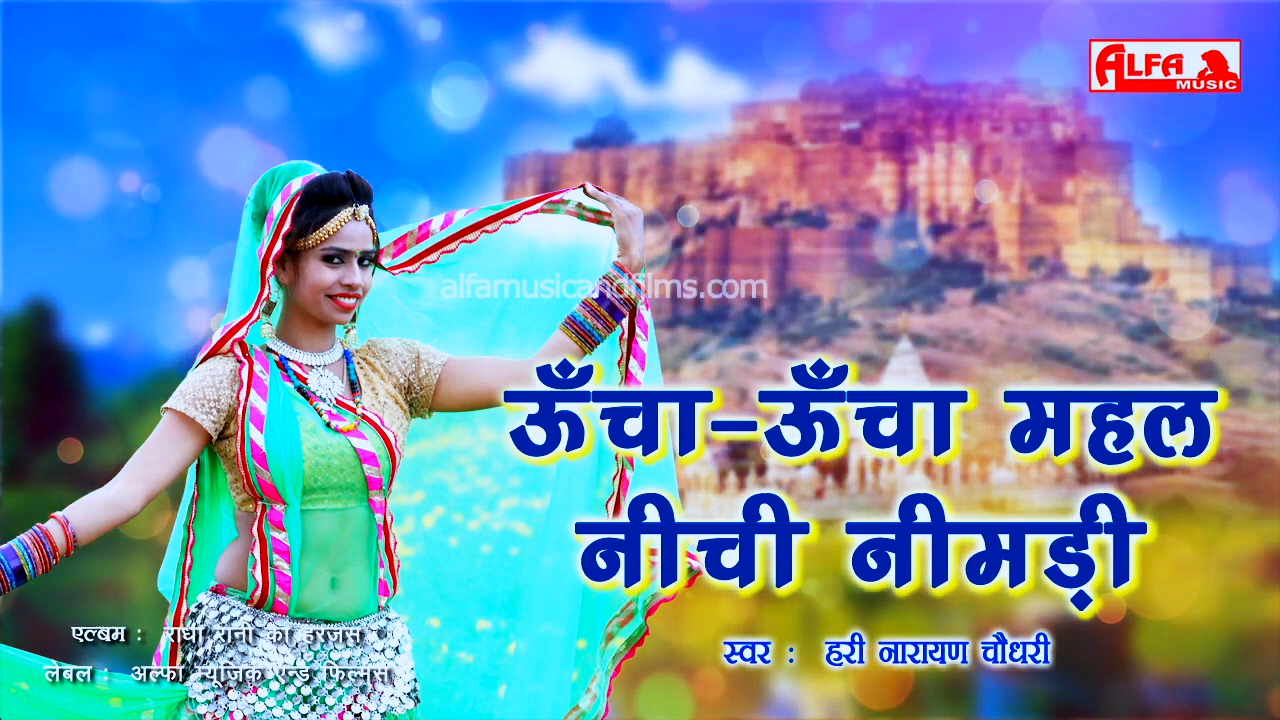 ALFA
MUSIC
alfamusicandfilms.com
ऊँचा-ऊँचा महल
नीची नीमड़ी
स्वर : हरी नारायण चौधरी
एल्बम : राधा रानी का हरजस
लेबल : अल्फा म्यूजिक एन्ड फिल्मस